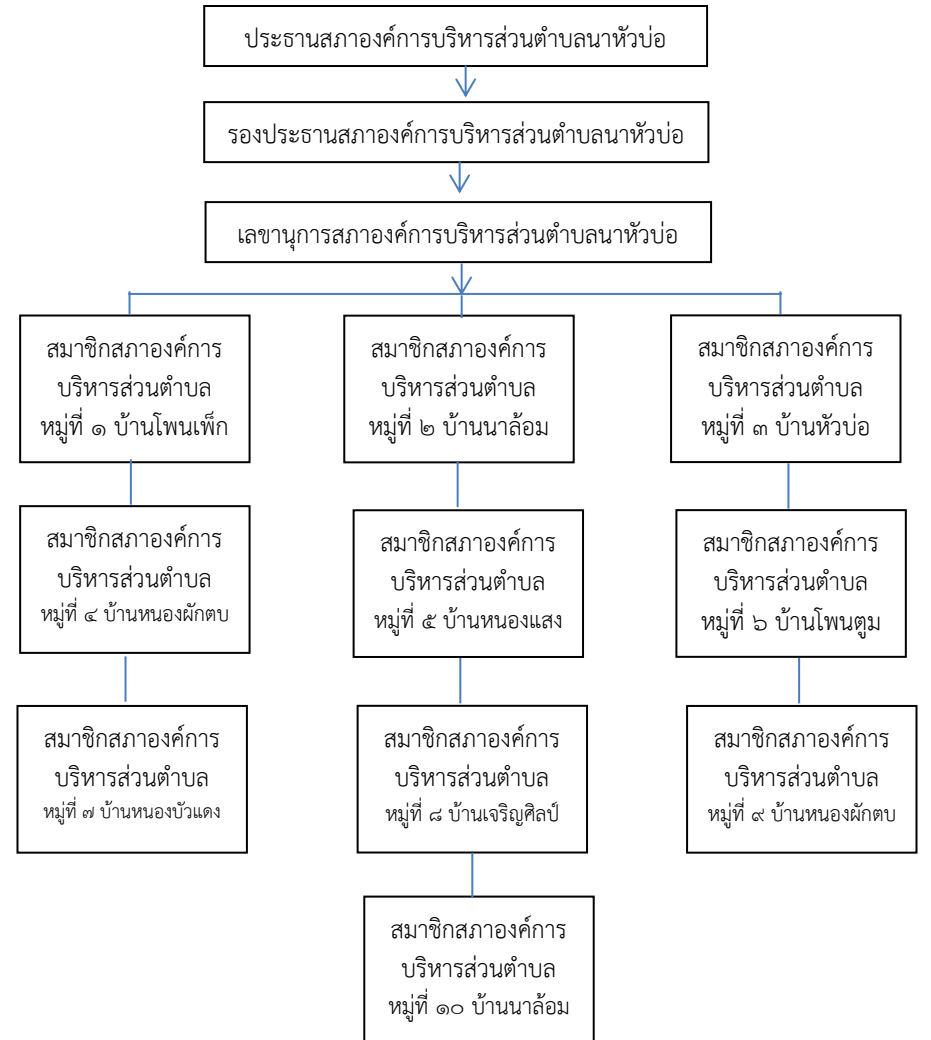 ประธานสภาองค์การบริหารส่วนตำบลนาหัวบ่อ
รองประธานสภาองค์การบริหารส่วนตำบลนาหัวบ่อ
เลขานุการสภาองค์การบริหารส่วนตำบลนาหัวบ่อ
สมาชิกสภาองค์การ
บริหารส่วนตำบล
หมู่ที่ ๑ บ้านโพนเพ็ก
สมาชิกสภาองค์การ
บริหารส่วนตำบล
หมู่ที่ ๒ บ้านนาล้อม
สมาชิกสภาองค์การ
บริหารส่วนตำบล
หมู่ที่ ๓ บ้านหัวบ่อ
สมาชิกสภาองค์การ
บริหารส่วนตำบล
หมู่ที่ ๔ บ้านหนองผักตบ
สมาชิกสภาองค์การ
บริหารส่วนตำบล
หมู่ที่ ๕ บ้านหนองแสง
สมาชิกสภาองค์การ
บริหารส่วนตำบล
หมู่ที่ ๖ บ้านโพนตูม
สมาชิกสภาองค์การ
บริหารส่วนตำบล
หมู่ที่ ๗ บ้านหนองบัวแดง
สมาชิกสภาองค์การ
บริหารส่วนตำบล
หมู่ที่ ๘ บ้านเจริญศิลป์
สมาชิกสภาองค์การ
บริหารส่วนตำบล
หมู่ที่ ๙ บ้านหนองผักตบ
สมาชิกสภาองค์การ
บริหารส่วนตำบล
หมู่ที่ ๑๐ บ้านนาล้อม